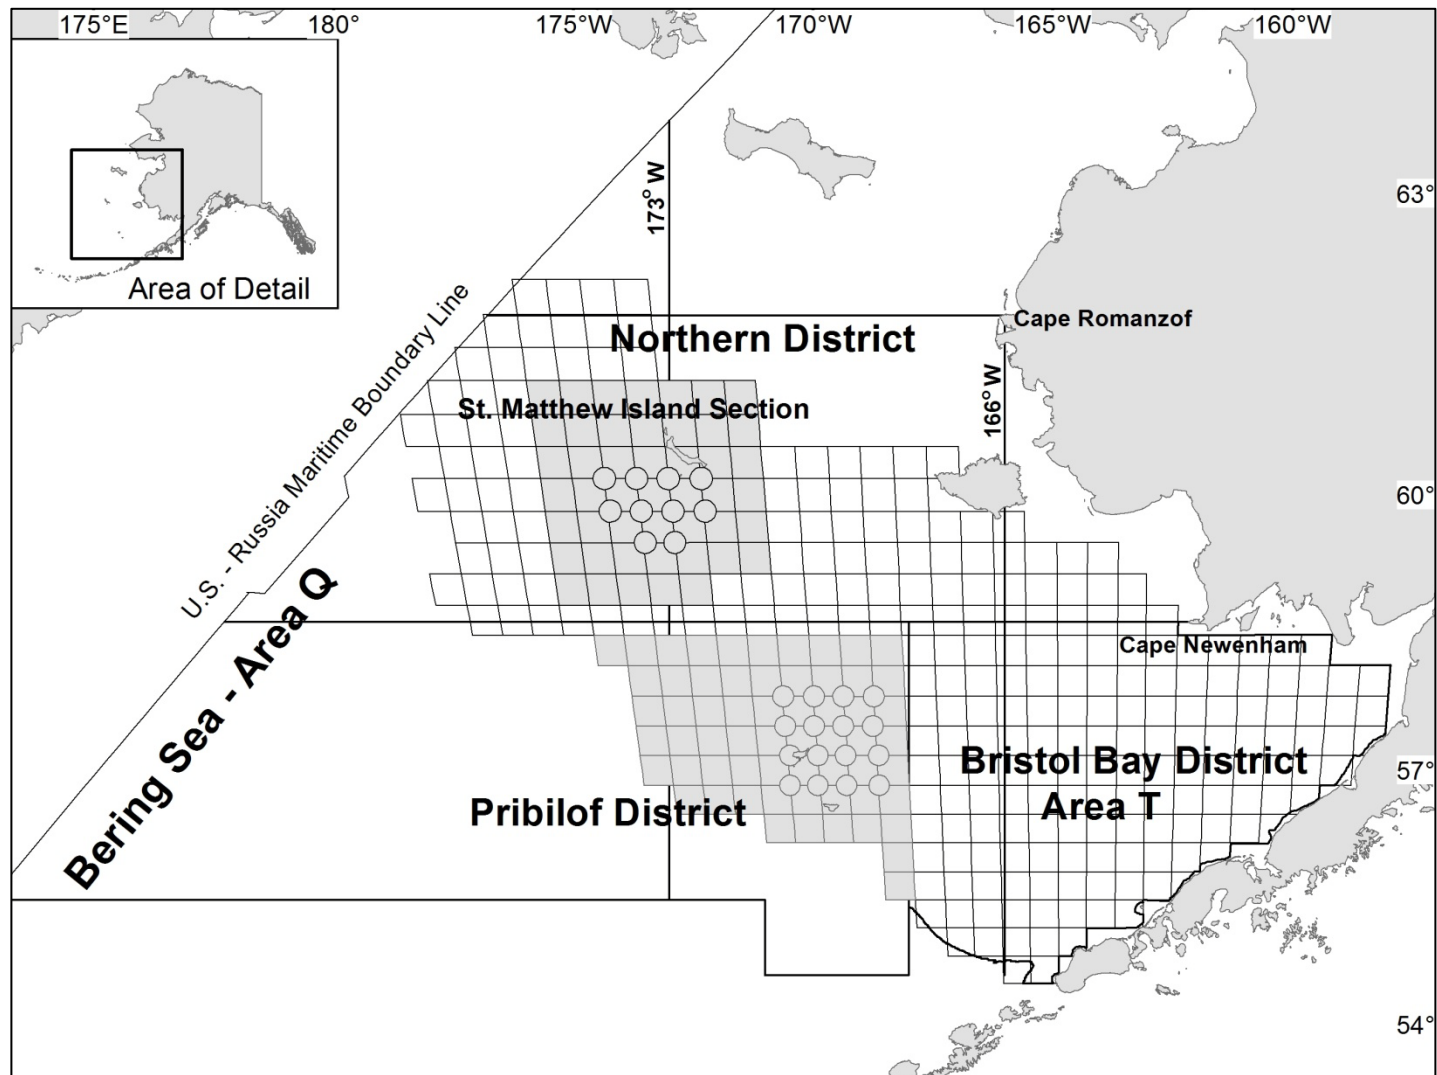 175°E
180°
175°W
170°W
165°W
160°W
Area of Detail
63°
173° W
U.S. - Russia Maritime Boundary Line
Cape Romanzof
Northern District
166° W
St. Matthew Island Section
60°
Bering Sea - Area Q
Cape Newenham
57°
Bristol Bay District
Area T
Pribilof District
54°